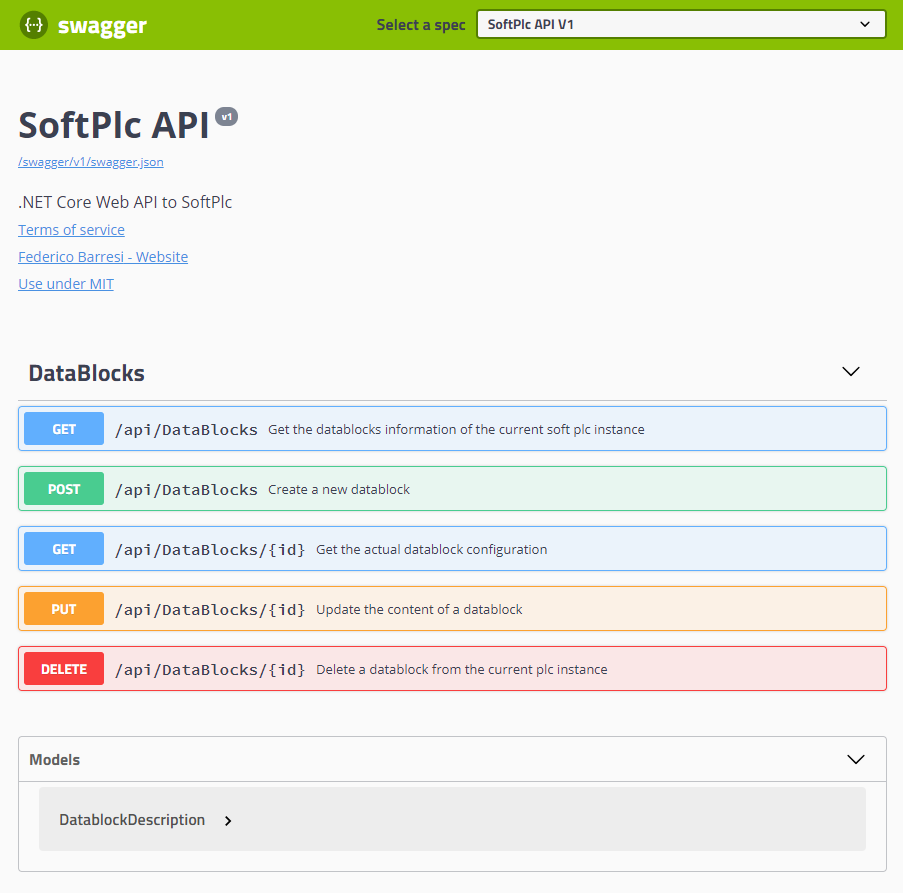 {··} swagger Select a spec SoftPlc API V1
SoftPlc API v1
/swagger/v1/swagger.json
.NET Core Web API to SoftPlc
Terms of service
Federico Barresi - Website
Use under MIT
DataBlocks
GET /api/DataBlocks Get the datablocks information of the current soft plc instance
POST /api/DataBlocks Create a new datablock
GET /api/DataBlocks/{id} Get the actual datablock configuration
PUT /api/DataBlocks/{id} Update the content of a datablock
DELETE /api/DataBlocks/{id} Delete a datablock from the current plc instance
Models
DatablockDescription